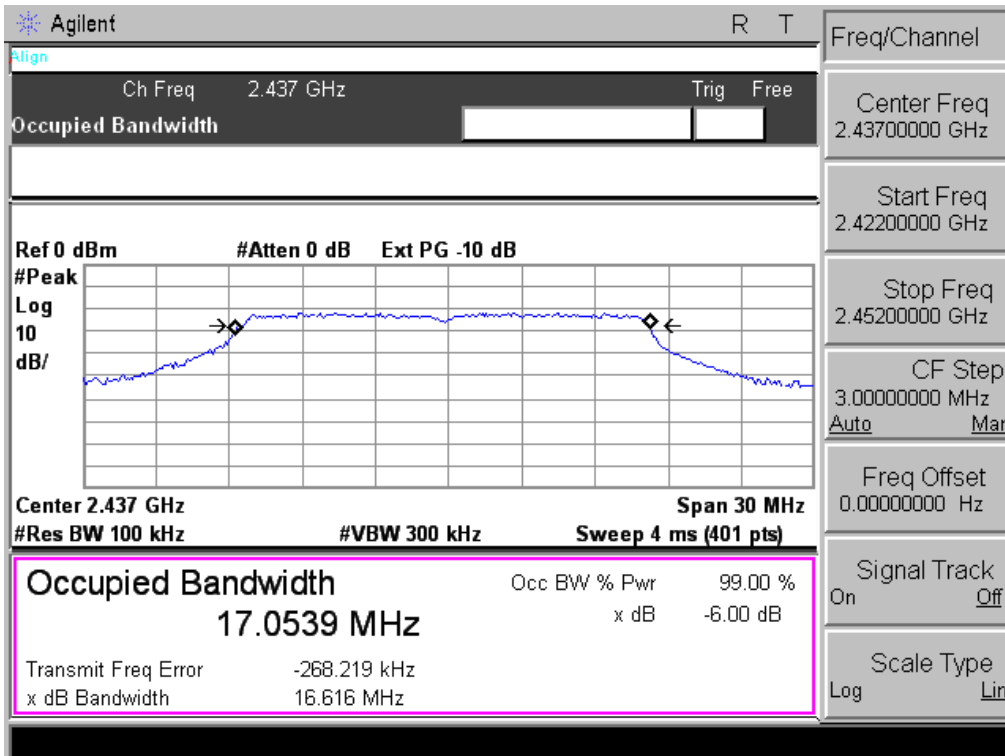 Agilent R T
Align
Ch Freq 2.437 GHz Trig Free
Occupied Bandwidth
Ref 0 dBm #Atten 0 dB Ext PG -10 dB
#Peak
Log
10
dB/
Center 2.437 GHz Span 30 MHz
#Res BW 100 kHz #VBW 300 kHz Sweep 4 ms (401 pts)
Occupied Bandwidth
17.0539 MHz
Occ BW % Pwr 99.00 %
x dB -6.00 dB
Transmit Freq Error -268.219 kHz
x dB Bandwidth 16.616 MHz
Freq/Channel
Center Freq
2.43700000 GHz
Start Freq
2.42200000 GHz
Stop Freq
2.45200000 GHz
CF Step
3.00000000 MHz
Auto Man
Freq Offset
0.00000000 Hz
Signal Track
On Off
Scale Type
Log Lin